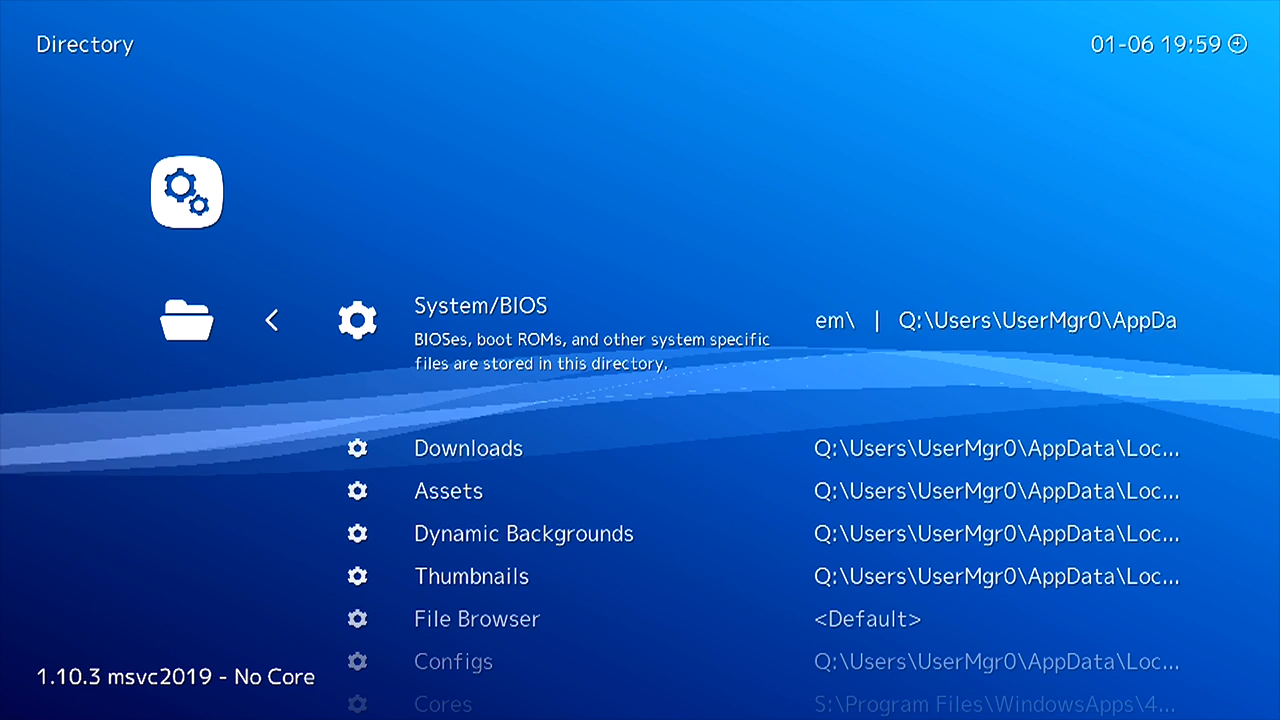 Directory
01-06 19:59
System/BIOS
em\ | Q:\Users\UserMgr0\AppDa
BIOSes, boot ROMs, and other system specific
files are stored in this directory.
Downloads Q:\Users\UserMgr0\AppData\Loc...
Assets Q:\Users\UserMgr0\AppData\Loc...
Dynamic Backgrounds Q:\Users\UserMgr0\AppData\Loc...
Thumbnails Q:\Users\UserMgr0\AppData\Loc...
File Browser <Default>
Configs Q:\Users\UserMgr0\AppData\Loc...
1.10.3 msvc2019 - No Core
Cores S:\Program Files\WindowsApps\4...